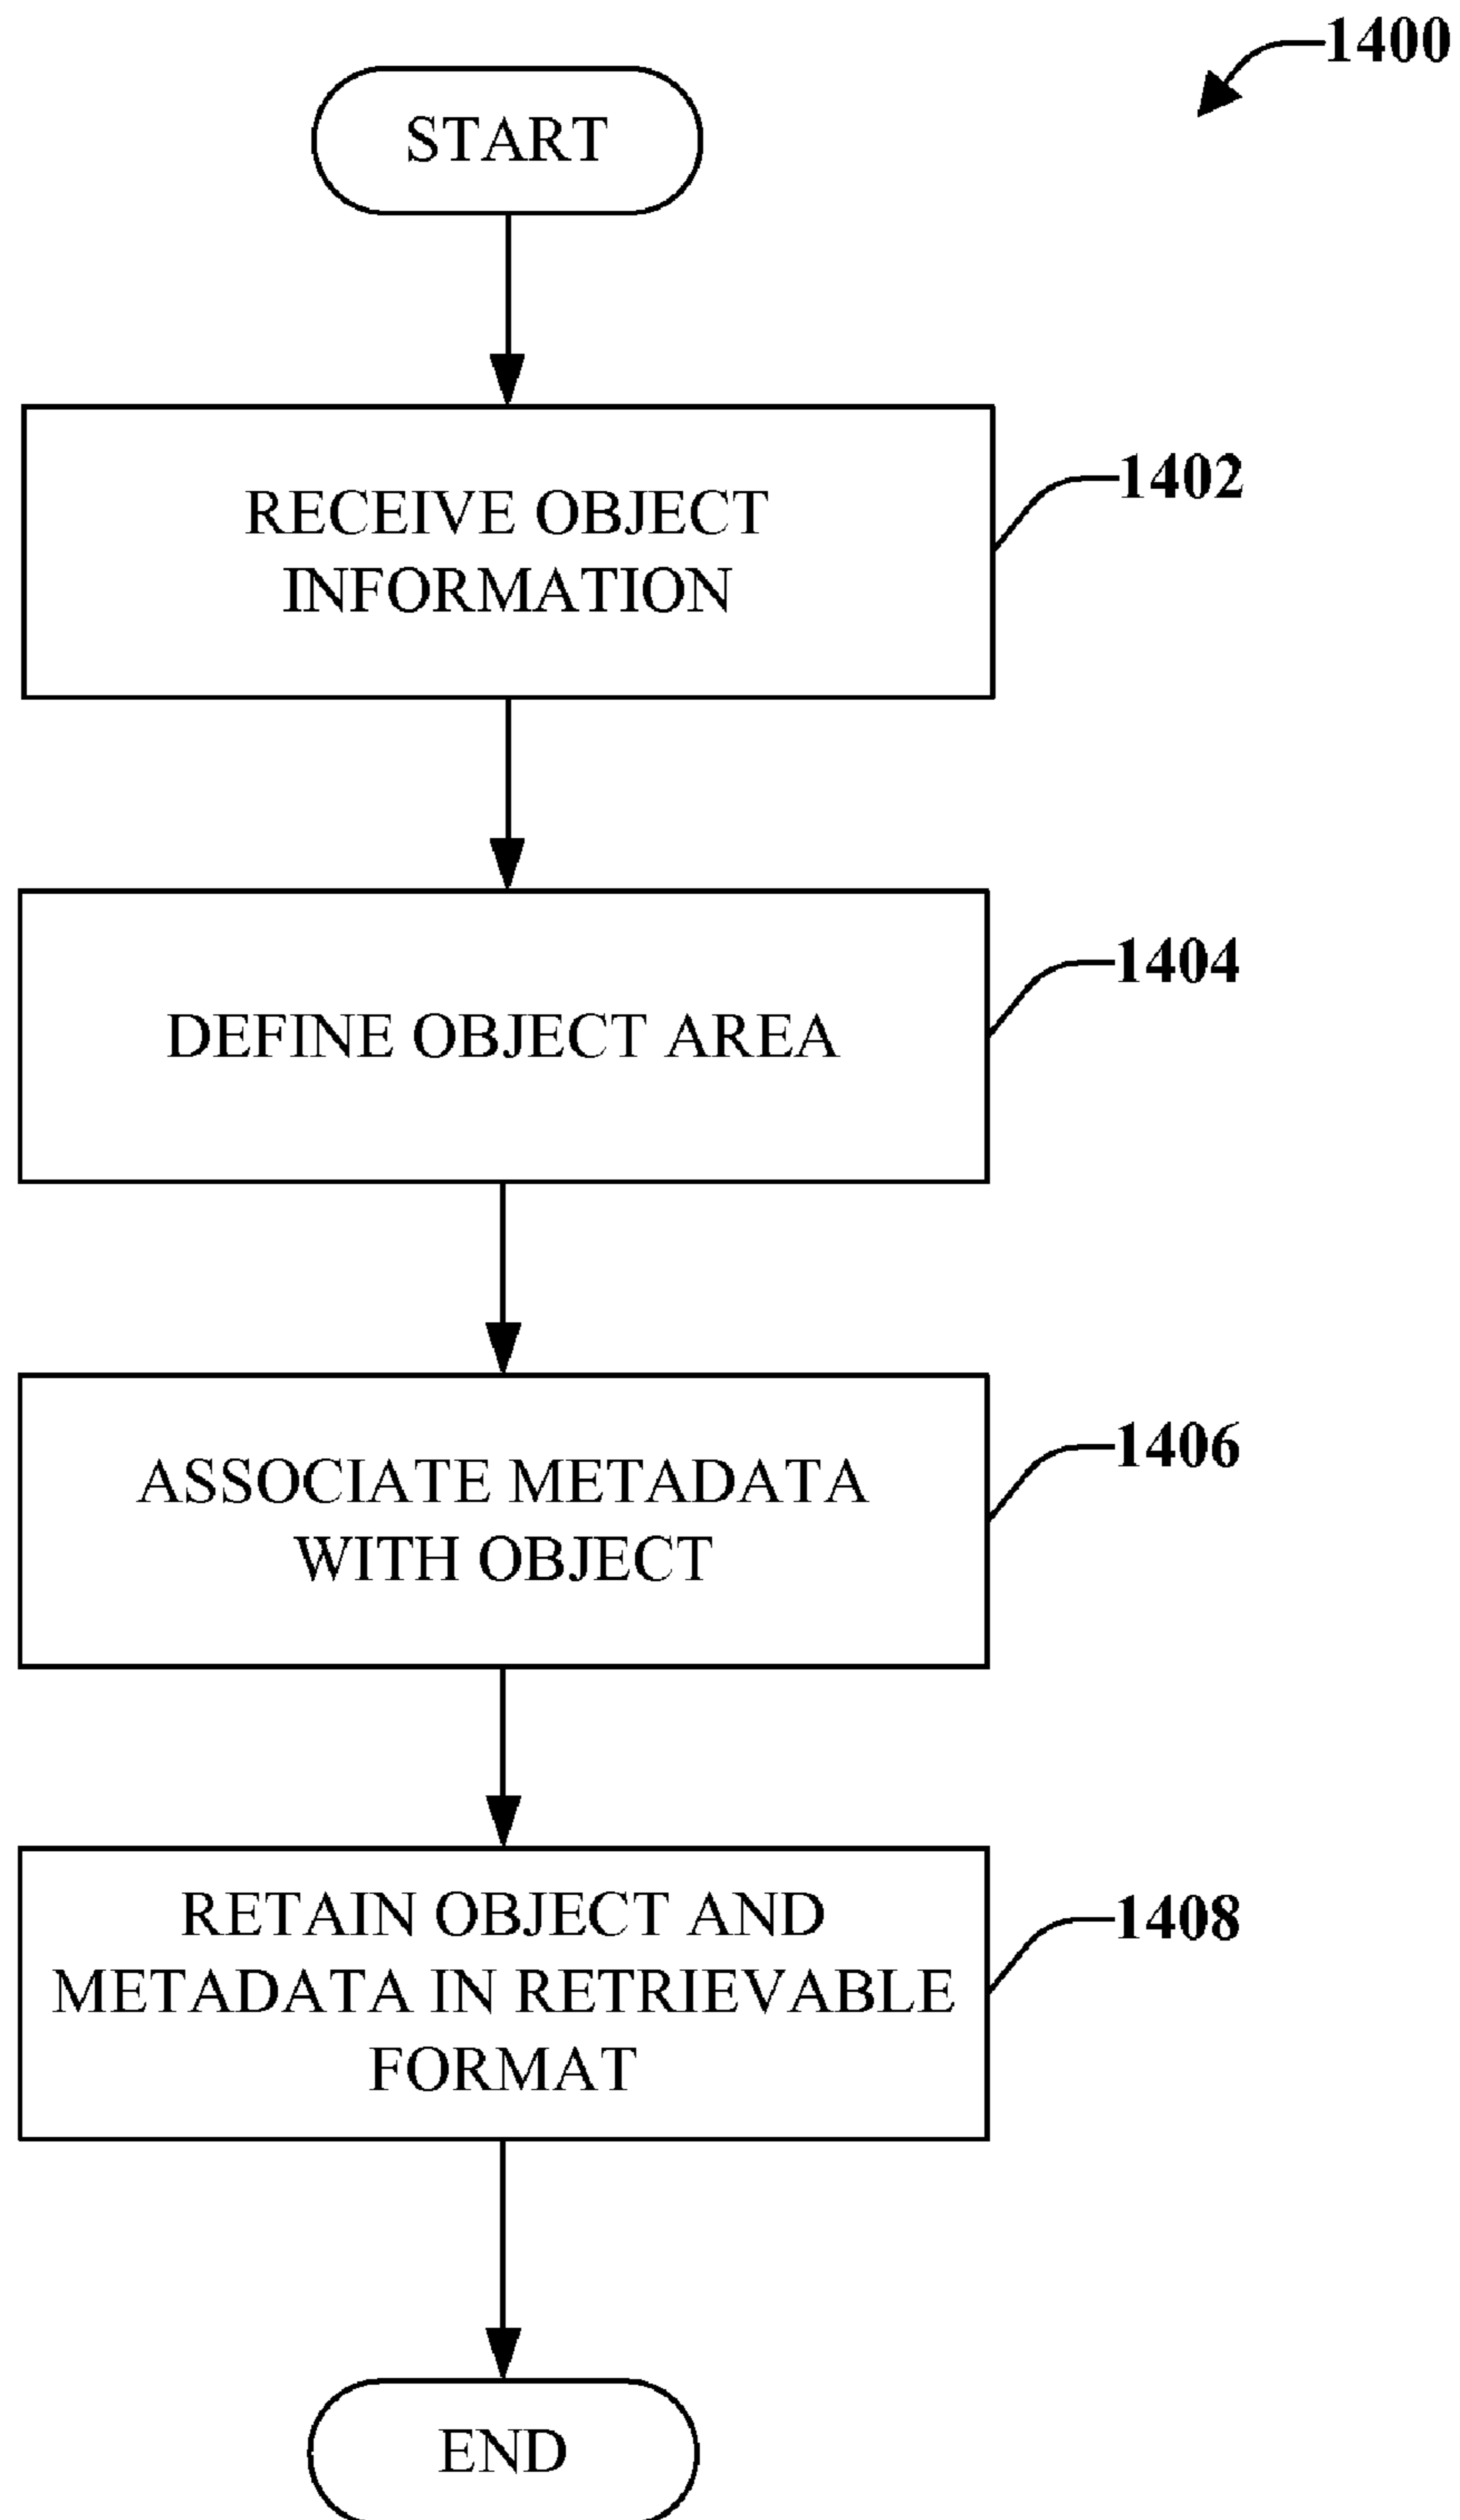 1400
START
RECEIVE OBJECT
INFORMATION
1402
DEFINE OBJECT AREA
1404
ASSOCIATE METADATA
WITH OBJECT
1406
RETAIN OBJECT AND
METADATA IN RETRIEVABLE
FORMAT
1408
END